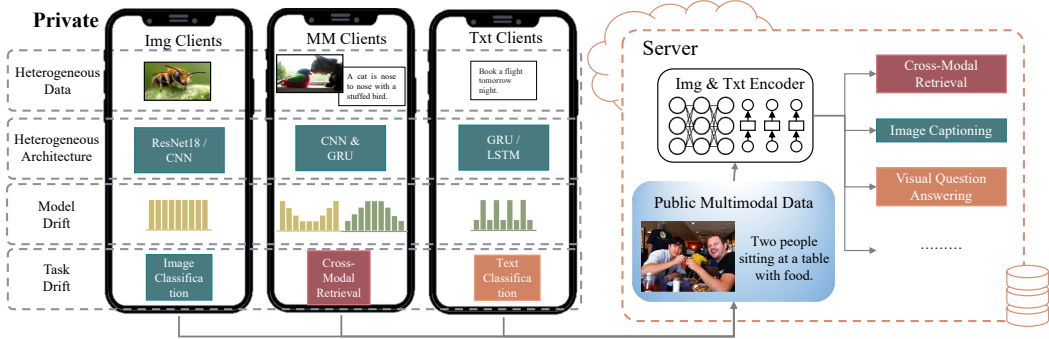 Private
Img Clients
MM Clients
Txt Clients
Heterogeneous
Data
A cat is nose
to nose with a
stuffed bird.
Book a flight
tomorrow
night.
Heterogeneous
Architecture
ResNet18 /
CNN
CNN &
GRU
GRU /
LSTM
Model
Drift
Task
Drift
Image
Classifica
tion
Cross-
Modal
Retrieval
Text
Classifica
tion
Server
Img & Txt Encoder
Public Multimodal Data
Two people
sitting at a table
with food.
Cross-Modal
Retrieval
Image Captioning
Visual Question
Answering
………